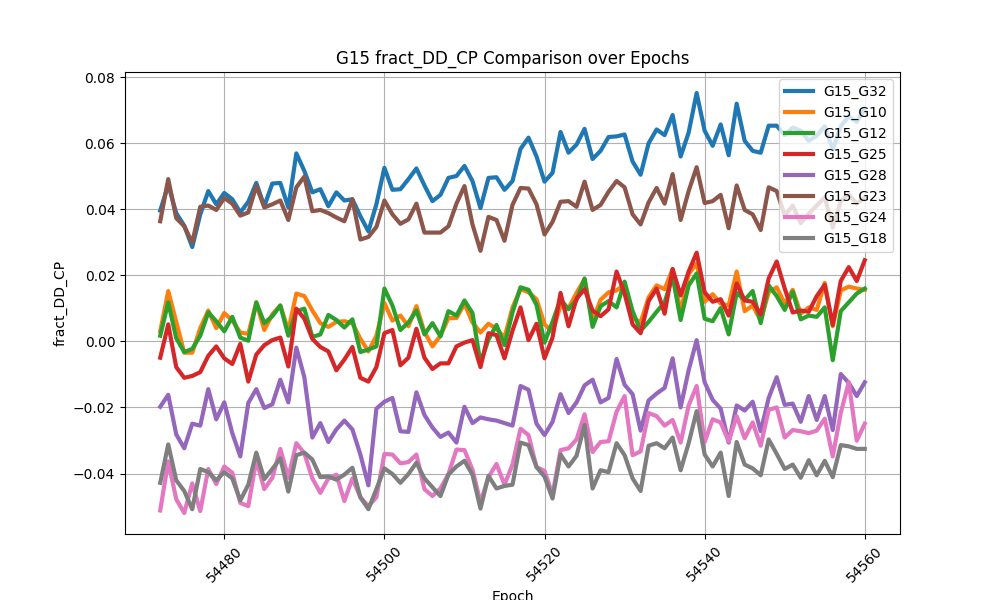 G15 fract_DD_CP Comparison over Epochs
fract_DD_CP
0.08
0.06
0.04
0.02
0.00
−0.02
−0.04
G15_G32
G15_G10
G15_G12
G15_G25
G15_G28
G15_G23
G15_G24
G15_G18
54480
54500
54520
54540
54560
Epoch